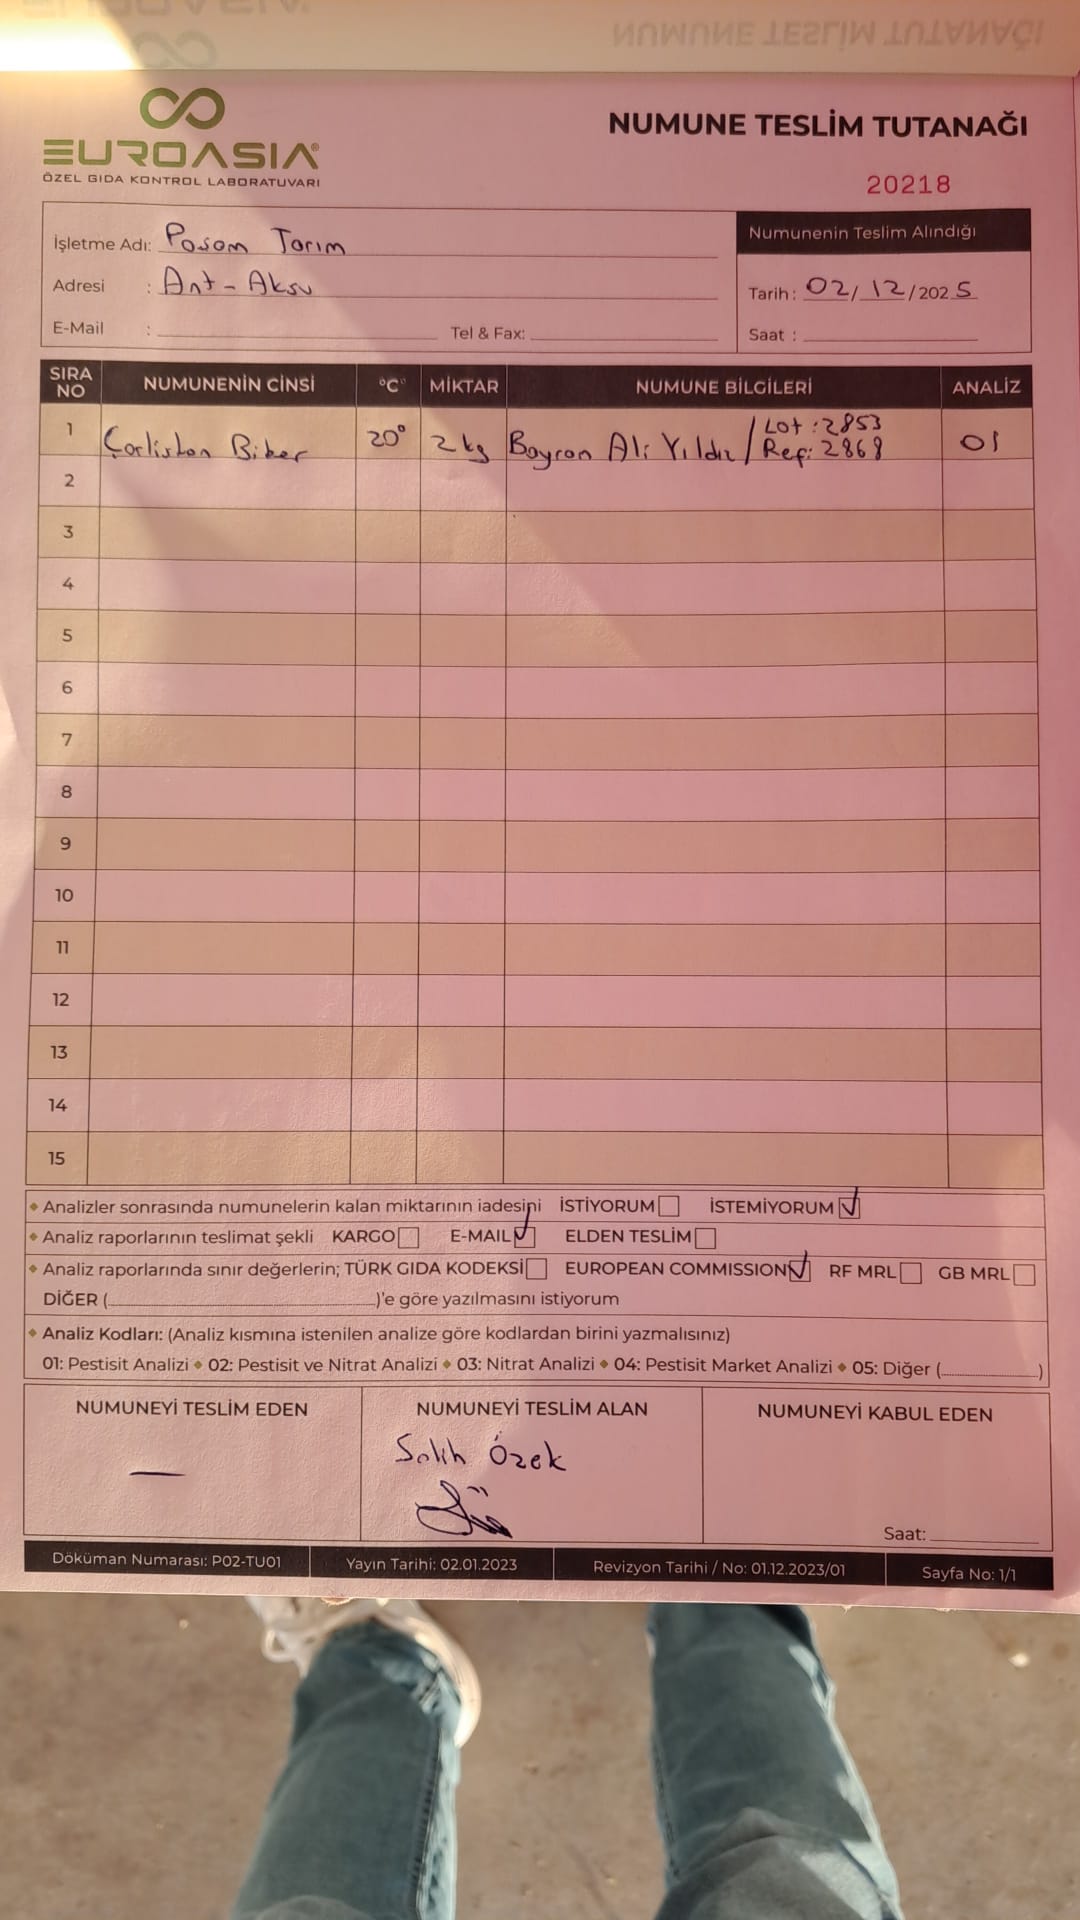 NUMUNE TESLİM TUTANAĞI
EUROASIA®
ÖZEL GIDA KONTROL LABORATUVARI
NUMUNE TESLİM TUTANAĞI
20218
İşletme Adı: Posom Tarım
Adresi : Ant-Aksu
E-Mail : Tel & Fax:
Numunenin Teslim Alındığı
Tarih: 02/12/2025
Saat :
SIRA NO NUMUNENİN CİNSİ °C MİKTAR NUMUNE BİLGİLERİ ANALİZ
1 Çarliston Biber 20° 2 kg Bayram Ali Yıldız / Lot: 2853 Ref: 2868 01
2
3
4
5
6
7
8
9
10
11
12
13
14
15
Analizler sonrasında numunelerin kalan miktarının iadesini İSTİYORUM İSTEMİYORUM
Analiz raporlarının teslimat şekli KARGO E-MAIL ELDEN TESLİM
Analiz raporlarında sınır değerlerin; TÜRK GIDA KODEKSİ EUROPEAN COMMISSION RF MRL GB MRL
DİĞER ( )'e göre yazılmasını istiyorum
Analiz Kodları: (Analiz kısmına istenilen analize göre kodlardan birini yazmalısınız)
01: Pestisit Analizi 02: Pestisit ve Nitrat Analizi 03: Nitrat Analizi 04: Pestisit Market Analizi 05: Diğer ( )
NUMUNEYİ TESLİM EDEN NUMUNEYİ TESLİM ALAN NUMUNEYİ KABUL EDEN
Salih Özek
Saat:
Döküman Numarası: P02-TU01 Yayın Tarihi: 02.01.2023 Revizyon Tarihi / No: 01.12.2023/01 Sayfa No: 1/1